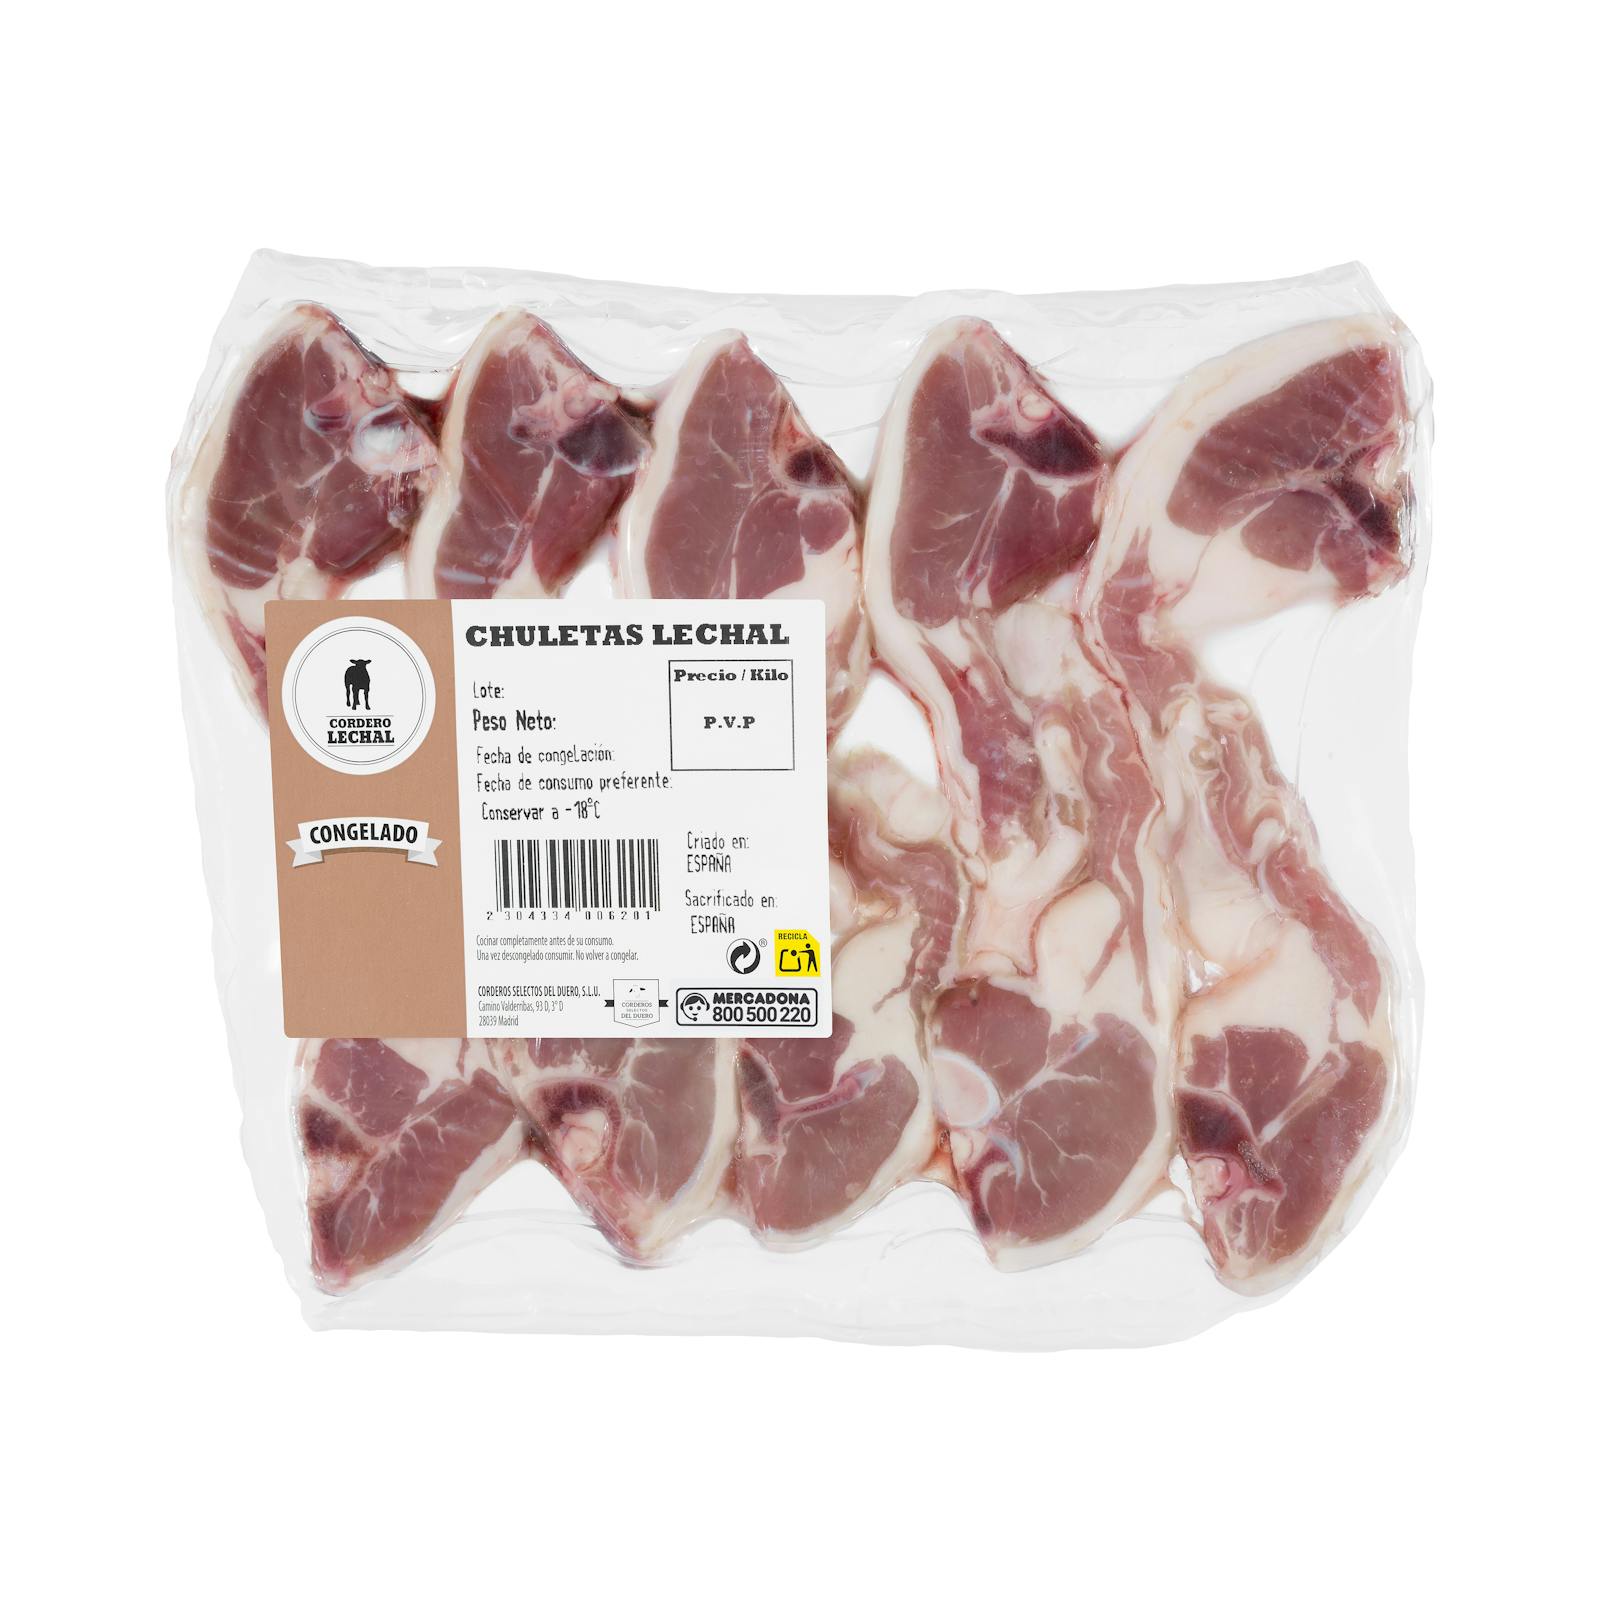 CHULETAS LECHAL
CORDERO
LECHAL
CONGELADO
Lote:
Peso Neto:
Fecha de congelación:
Fecha de consumo preferente:
Conservar a -18ºC
Precio / Kilo
P.V.P
2 304334 006201
Criado en:
ESPAÑA
Sacrificado en:
ESPAÑA
Cocinar completamente antes de su consumo.
Una vez descongelado consumir. No volver a congelar.
®
RECICLA
CORDEROS SELECTOS DEL DUERO, S.L.U.
Camino Valderribas, 93 D, 3° D
28039 Madrid
CORDEROS
SELECTOS
DEL DUERO
MERCADONA
800 500 220